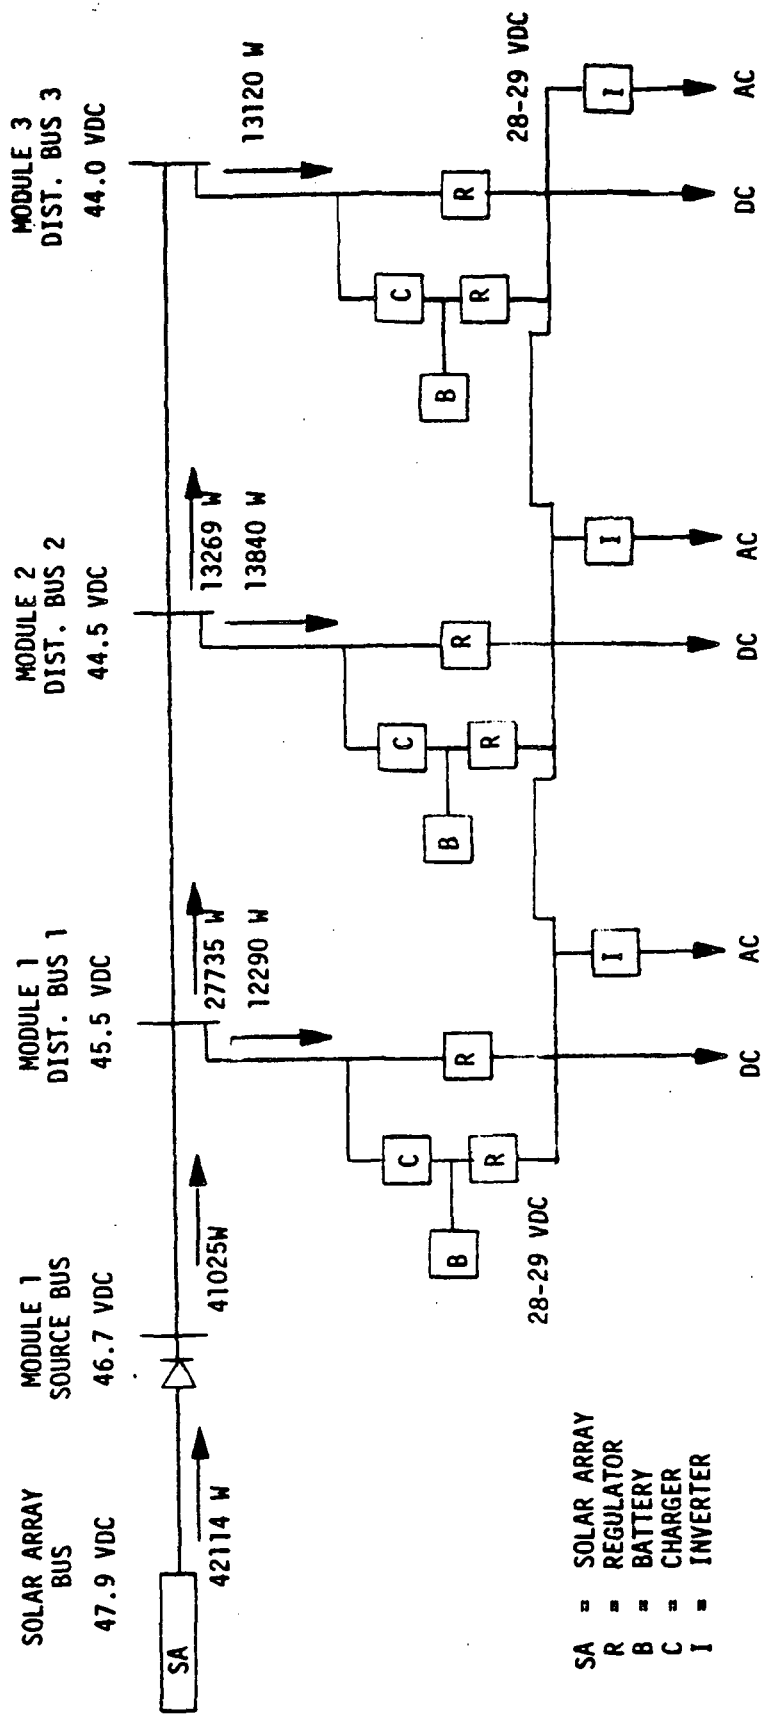 SOLAR ARRAY
BUS
47.9 VDC
MODULE 1
SOURCE BUS
46.7 VDC
MODULE 1
DIST. BUS 1
45.5 VDC
MODULE 2
DIST. BUS 2
44.5 VDC
MODULE 3
DIST. BUS 3
44.0 VDC
SA
42114 W
41025W
27735 W
12290 W
13269 W
13840 W
13120 W
B
C
R
R
I
28-29 VDC
DC
AC
B
C
R
R
I
DC
AC
B
C
R
R
I
28-29 VDC
DC
AC
SA = SOLAR ARRAY
R = REGULATOR
B = BATTERY
C = CHARGER
I = INVERTER